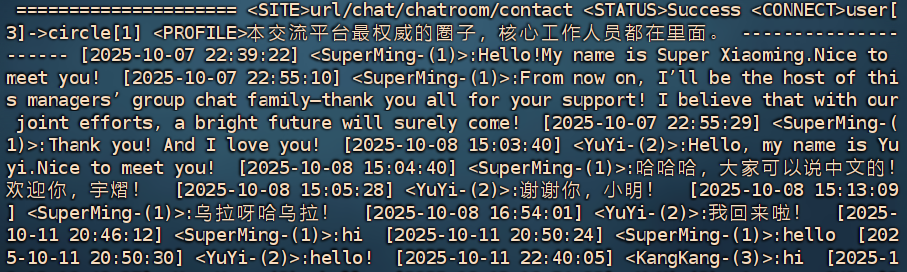 ==================== <SITE>url/chat/chatroom/contact <STATUS>Success <CONNECT>user[
3]->circle[1] <PROFILE>本交流平台最权威的圈子，核心工作人员都在里面。 -----------------
------ [2025-10-07 22:39:22] <SuperMing-(1)>:Hello!My name is Super Xiaoming.Nice to
meet you!  [2025-10-07 22:55:10] <SuperMing-(1)>:From now on, I’ll be the host of thi
s managers’ group chat family—thank you all for your support! I believe that with our
 joint efforts, a bright future will surely come!  [2025-10-07 22:55:29] <SuperMing-(
1)>:Thank you! And I love you!  [2025-10-08 15:03:40] <YuYi-(2)>:Hello, my name is Yu
yi.Nice to meet you!  [2025-10-08 15:04:40] <SuperMing-(1)>:哈哈哈，大家可以说中文的！
欢迎你，宇熠！  [2025-10-08 15:05:28] <YuYi-(2)>:谢谢你，小明！  [2025-10-08 15:13:09
] <SuperMing-(1)>:乌拉呀哈乌拉！  [2025-10-08 16:54:01] <YuYi-(2)>:我回来啦！  [2025-
10-11 20:46:12] <SuperMing-(1)>:hi  [2025-10-11 20:50:24] <SuperMing-(1)>:hello  [202
5-10-11 20:50:30] <YuYi-(2)>:hello!  [2025-10-11 22:40:05] <KangKang-(3)>:hi  [2025-1